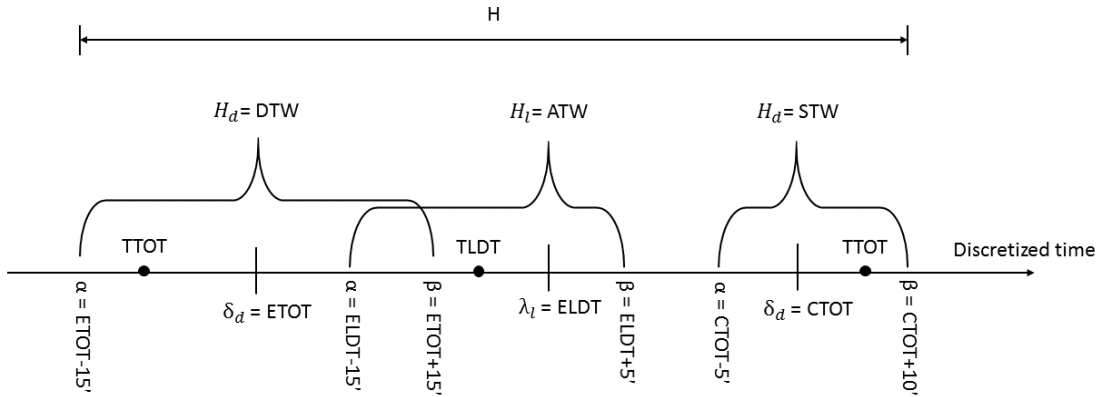 H
H_d = DTW
H_l = ATW
H_d = STW
TTOT
TLDT
TTOT
Discretized time
α = ETOT-15'
δ_d = ETOT
α = ELDT-15'
β = ETOT+15'
λ_l = ELDT
β = ELDT+5'
α = CTOT-5'
δ_d = CTOT
β = CTOT+10'